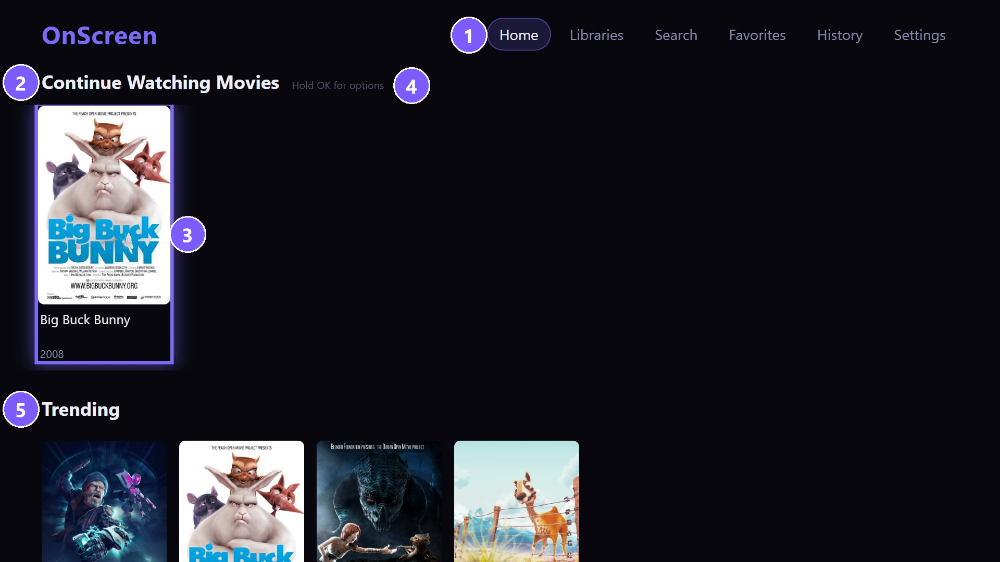 OnScreen
1 Home Libraries Search Favorites History Settings
2 Continue Watching Movies Hold OK for options 4
THE PEACH OPEN MOVIE PROJECT PRESENTS
Big Buck
BUNNY
3
WWW.BIGBUCKBUNNY.ORG
Big Buck Bunny
2008
5 Trending
THE PEACH OPEN MOVIE PROJECT PRESENTS
Big Buck
BLENDER FOUNDATION PRESENTS: THE DURIAN OPEN MOVIE PROJECT